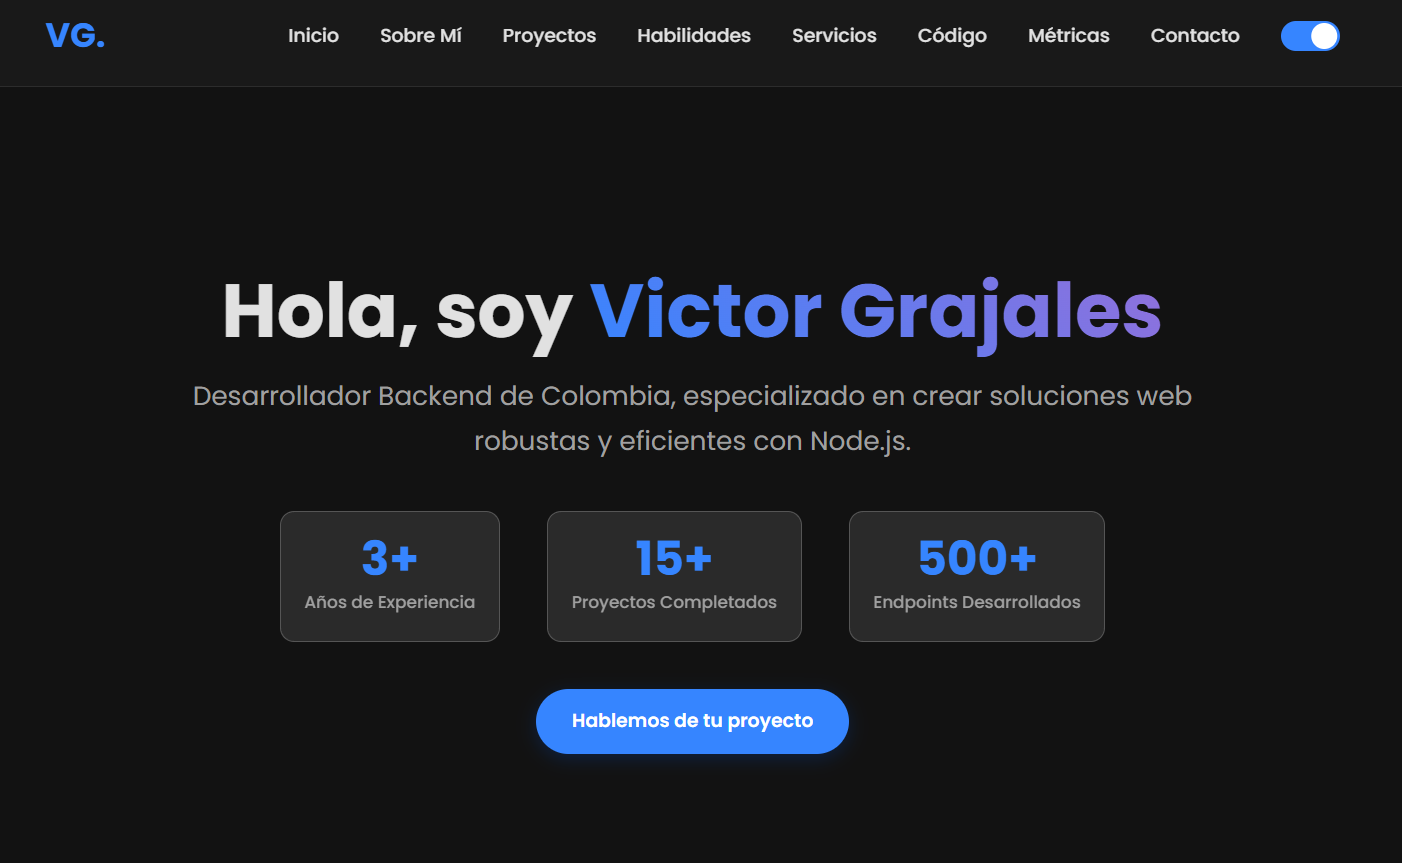 VG.
Inicio Sobre Mí Proyectos Habilidades Servicios Código Métricas Contacto
Hola, soy Victor Grajales
Desarrollador Backend de Colombia, especializado en crear soluciones web
robustas y eficientes con Node.js.
3+
Años de Experiencia
15+
Proyectos Completados
500+
Endpoints Desarrollados
Hablemos de tu proyecto